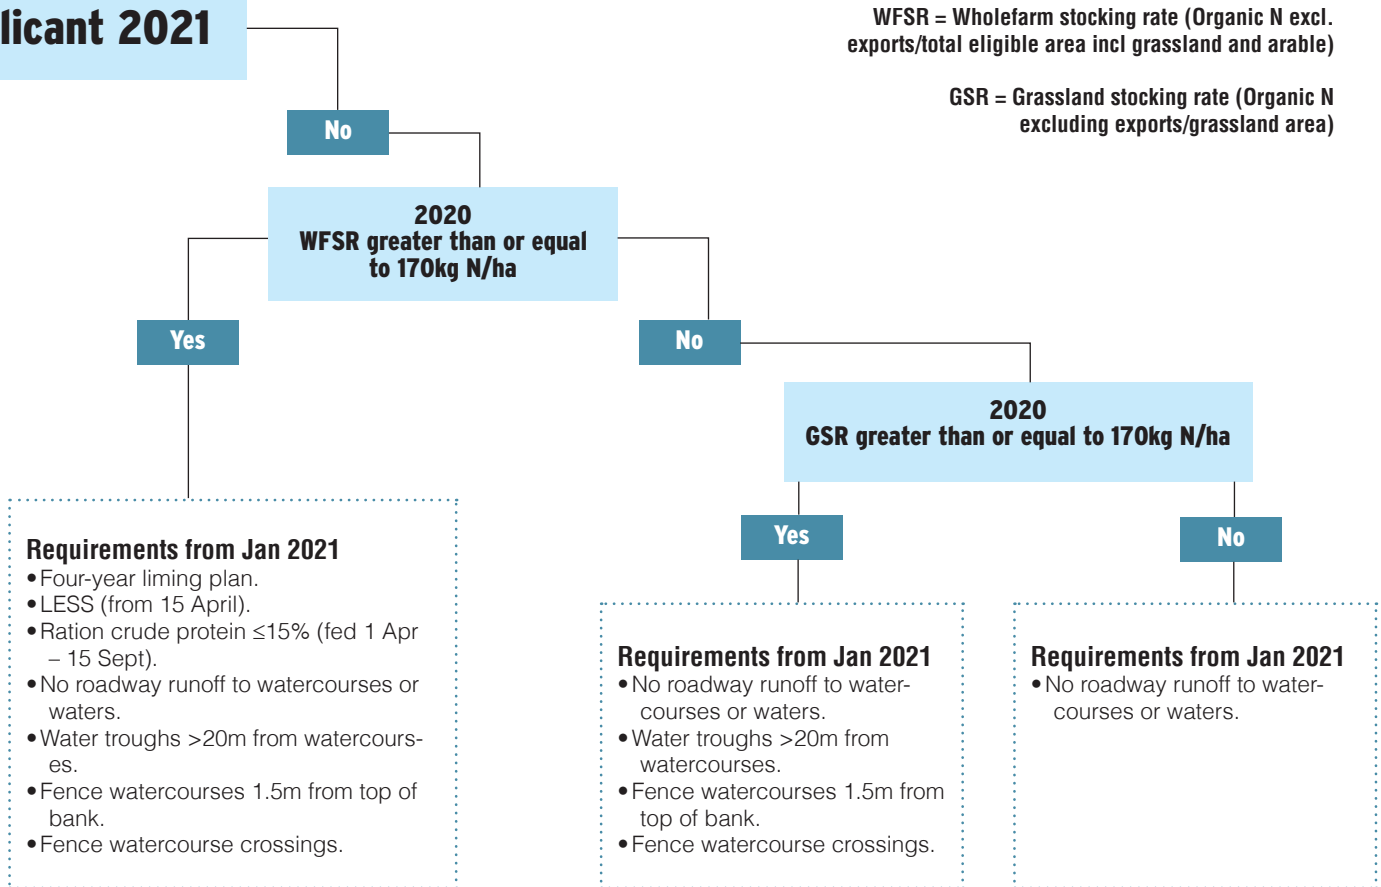 licant 2021
WFSR = Wholefarm stocking rate (Organic N excl.
exports/total eligible area incl grassland and arable)
GSR = Grassland stocking rate (Organic N
excluding exports/grassland area)
No
2020
WFSR greater than or equal
to 170kg N/ha
Yes
No
2020
GSR greater than or equal to 170kg N/ha
Yes
No
Requirements from Jan 2021
•Four-year liming plan.
•LESS (from 15 April).
•Ration crude protein ≤15% (fed 1 Apr
– 15 Sept).
•No roadway runoff to watercourses or
waters.
•Water troughs >20m from watercours-
es.
•Fence watercourses 1.5m from top of
bank.
•Fence watercourse crossings.
Requirements from Jan 2021
•No roadway runoff to water-
courses or waters.
•Water troughs >20m from
watercourses.
•Fence watercourses 1.5m from
top of bank.
•Fence watercourse crossings.
Requirements from Jan 2021
•No roadway runoff to water-
courses or waters.